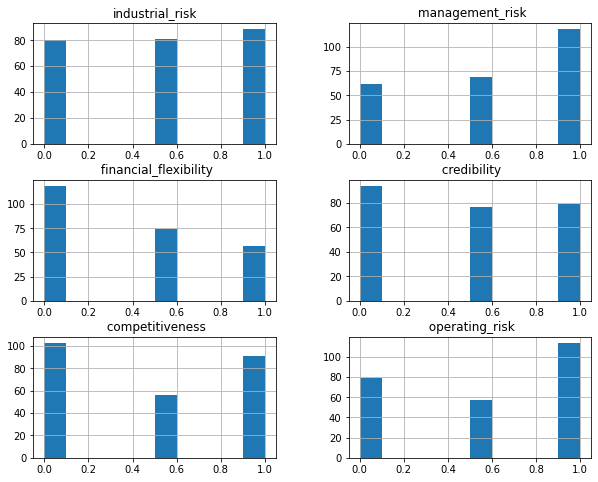 industrial_risk
80
60
40
20
0
0.0 0.2 0.4 0.6 0.8 1.0
management_risk
100
75
50
25
0
0.0 0.2 0.4 0.6 0.8 1.0
financial_flexibility
100
75
50
25
0
0.0 0.2 0.4 0.6 0.8 1.0
credibility
80
60
40
20
0
0.0 0.2 0.4 0.6 0.8 1.0
competitiveness
100
80
60
40
20
0
0.0 0.2 0.4 0.6 0.8 1.0
operating_risk
100
80
60
40
20
0
0.0 0.2 0.4 0.6 0.8 1.0